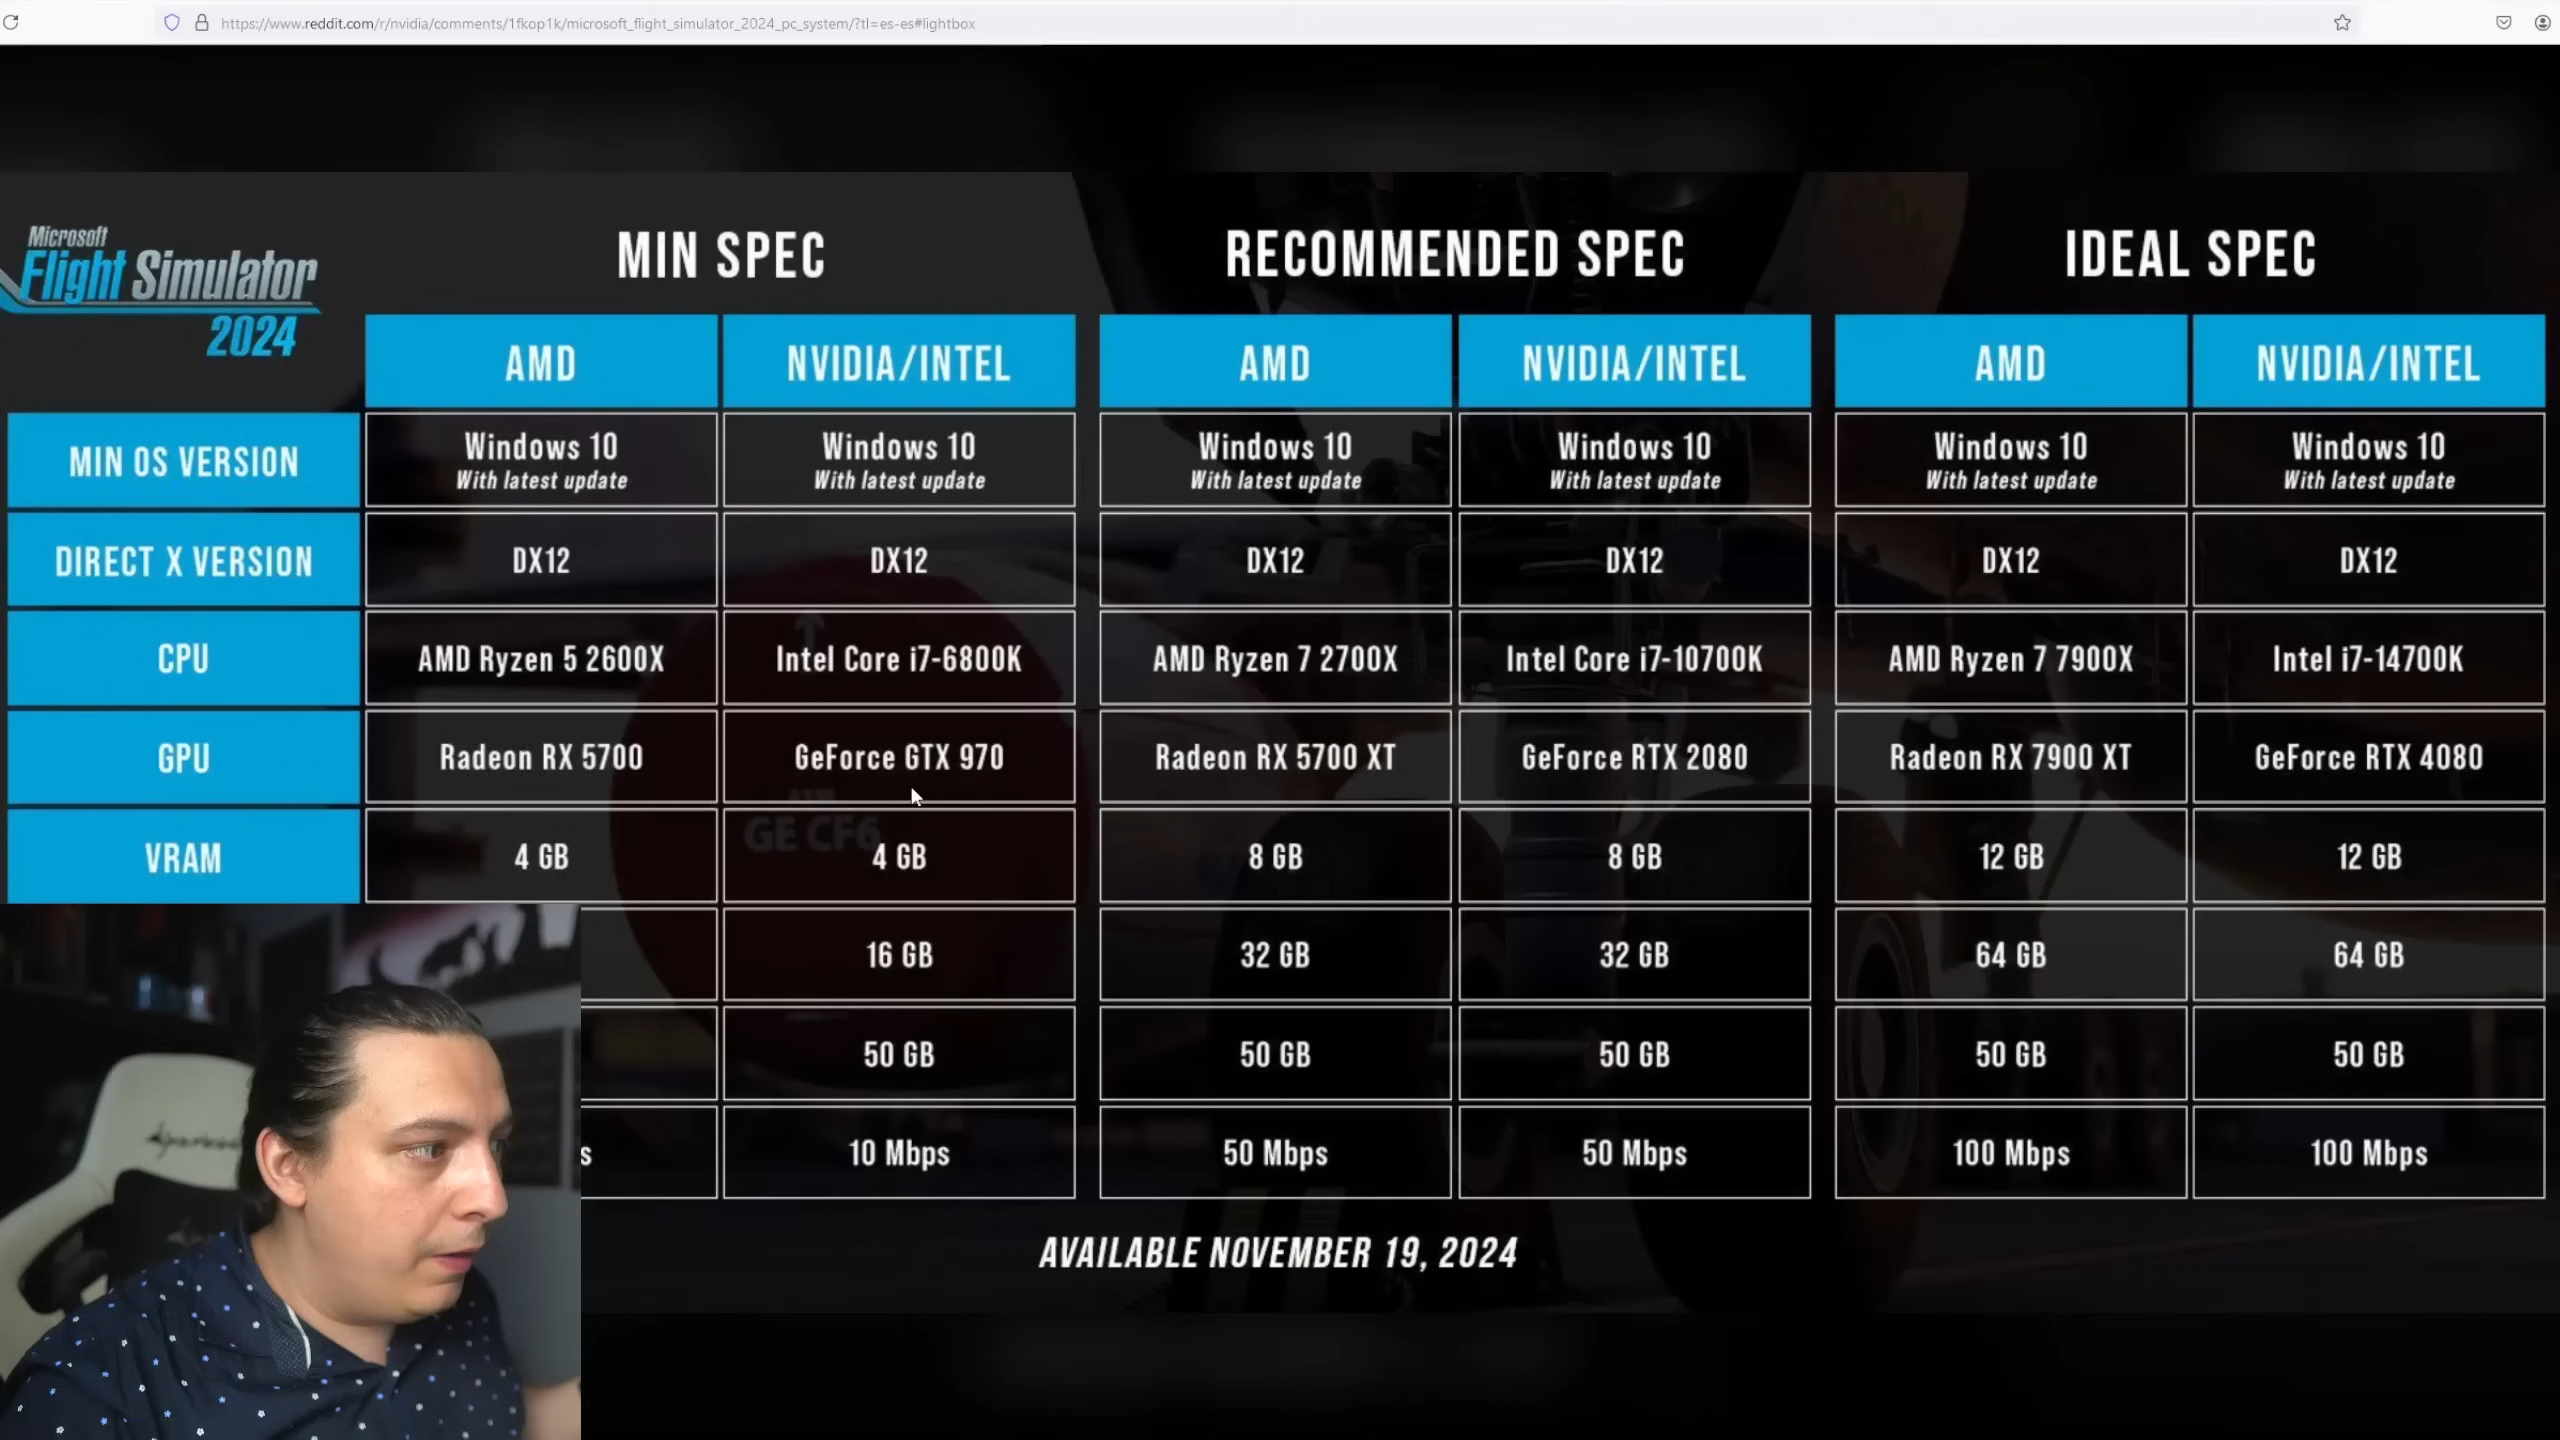 https://www.reddit.com/r/nvidia/comments/1fkop1k/microsoft_flight_simulator_2024_pc_system/?tl=es-es#lightbox
Microsoft
Flight Simulator
2024
MIN SPEC RECOMMENDED SPEC IDEAL SPEC
AMD NVIDIA/INTEL AMD NVIDIA/INTEL AMD NVIDIA/INTEL
MIN OS VERSION Windows 10 Windows 10 Windows 10 Windows 10 Windows 10 Windows 10
With latest update With latest update With latest update With latest update With latest update With latest update
DIRECT X VERSION DX12 DX12 DX12 DX12 DX12 DX12
CPU AMD Ryzen 5 2600X Intel Core i7-6800K AMD Ryzen 7 2700X Intel Core i7-10700K AMD Ryzen 7 7900X Intel i7-14700K
GPU Radeon RX 5700 GeForce GTX 970 Radeon RX 5700 XT GeForce RTX 2080 Radeon RX 7900 XT GeForce RTX 4080
GE CF6
VRAM 4 GB 4 GB 8 GB 8 GB 12 GB 12 GB
16 GB 32 GB 32 GB 64 GB 64 GB
50 GB 50 GB 50 GB 50 GB 50 GB
s 10 Mbps 50 Mbps 50 Mbps 100 Mbps 100 Mbps
AVAILABLE NOVEMBER 19, 2024